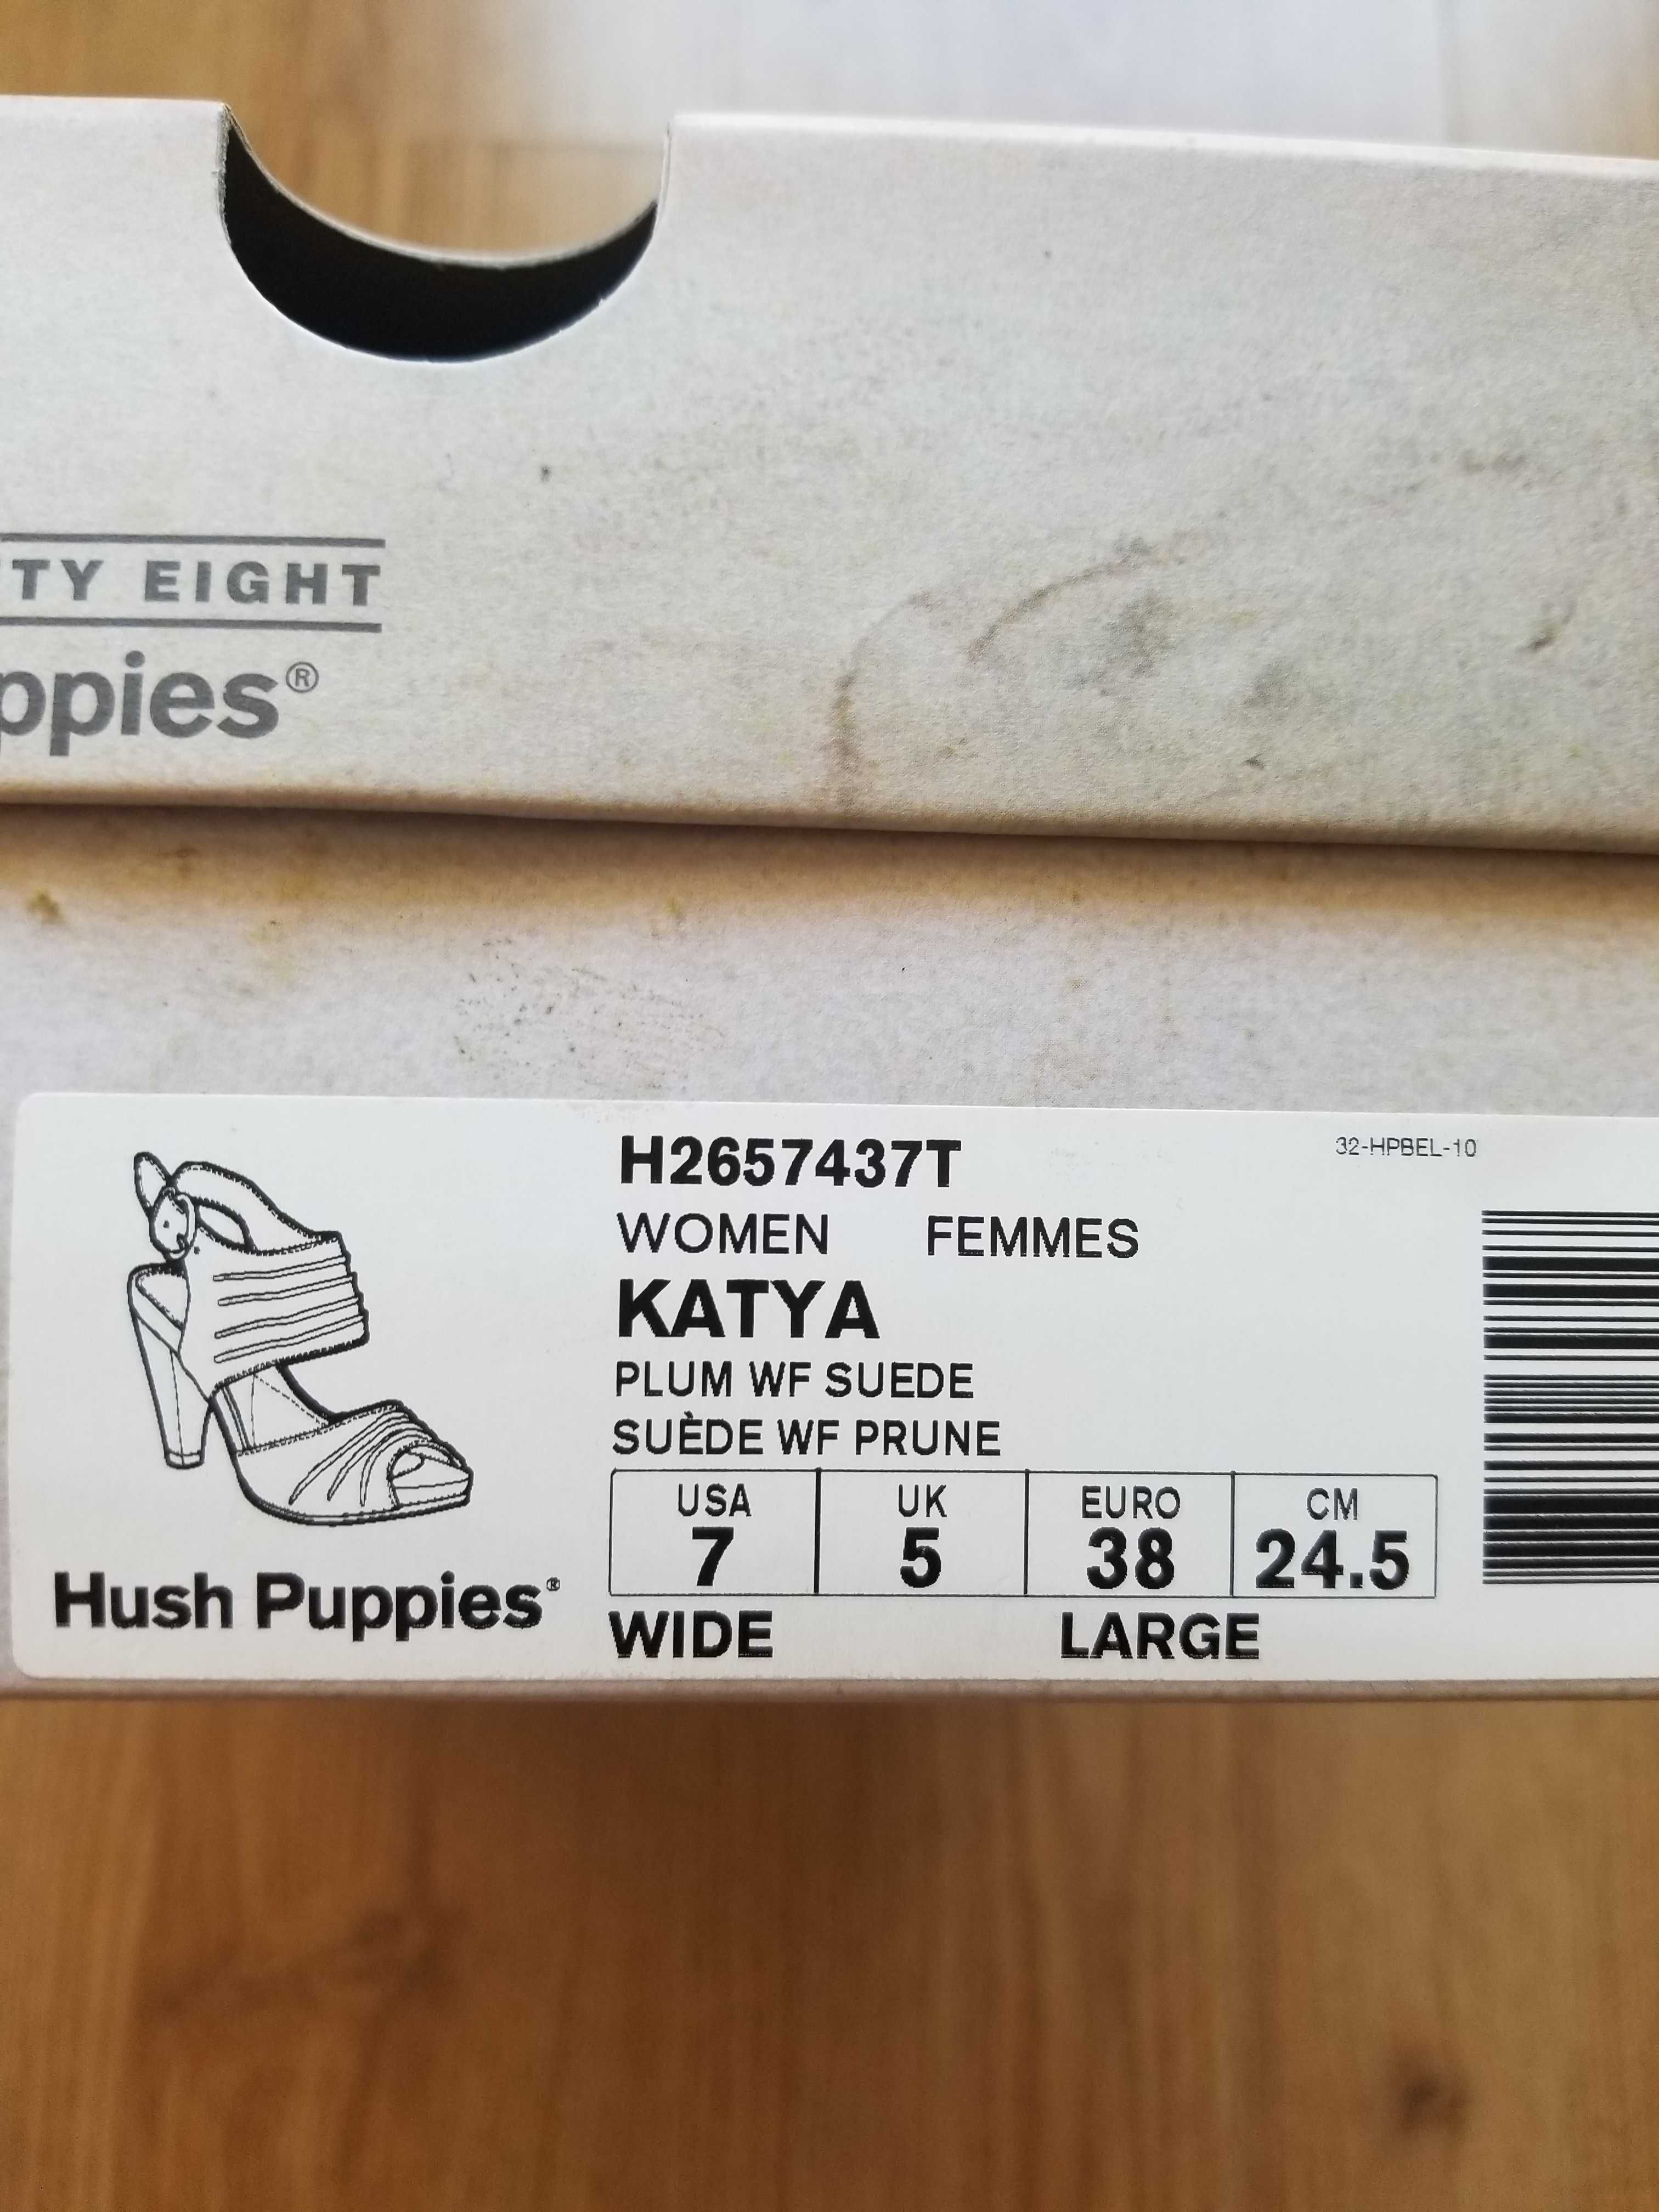 TY EIGHT
ppies®
H2657437T
32-HPBEL-10
WOMEN FEMMES
KATYA
PLUM WF SUEDE
SUÈDE WF PRUNE
USA UK EURO CM
7 5 38 24.5
Hush Puppies®
WIDE LARGE